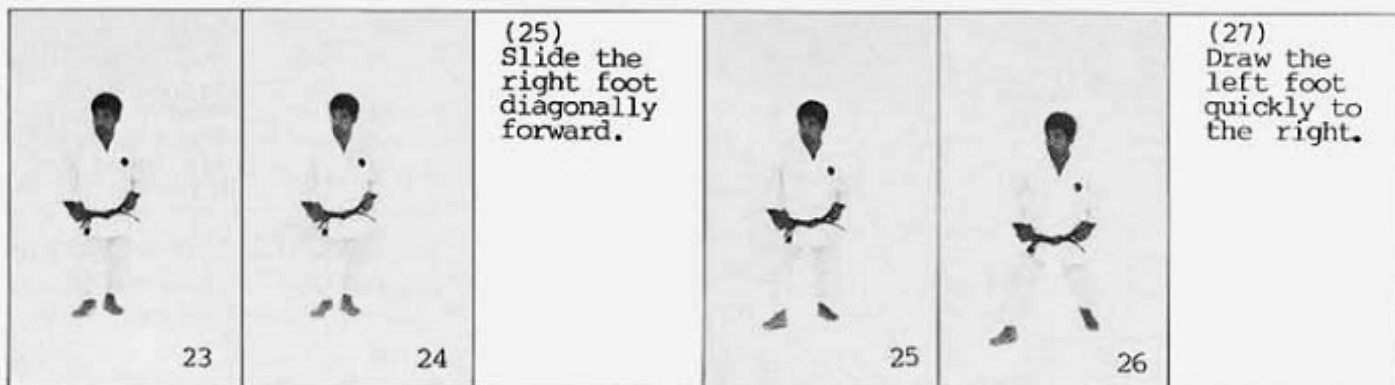 23
24
(25)
Slide the
right foot
diagonally
forward.
25
26
(27)
Draw the
left foot
quickly to
the right.